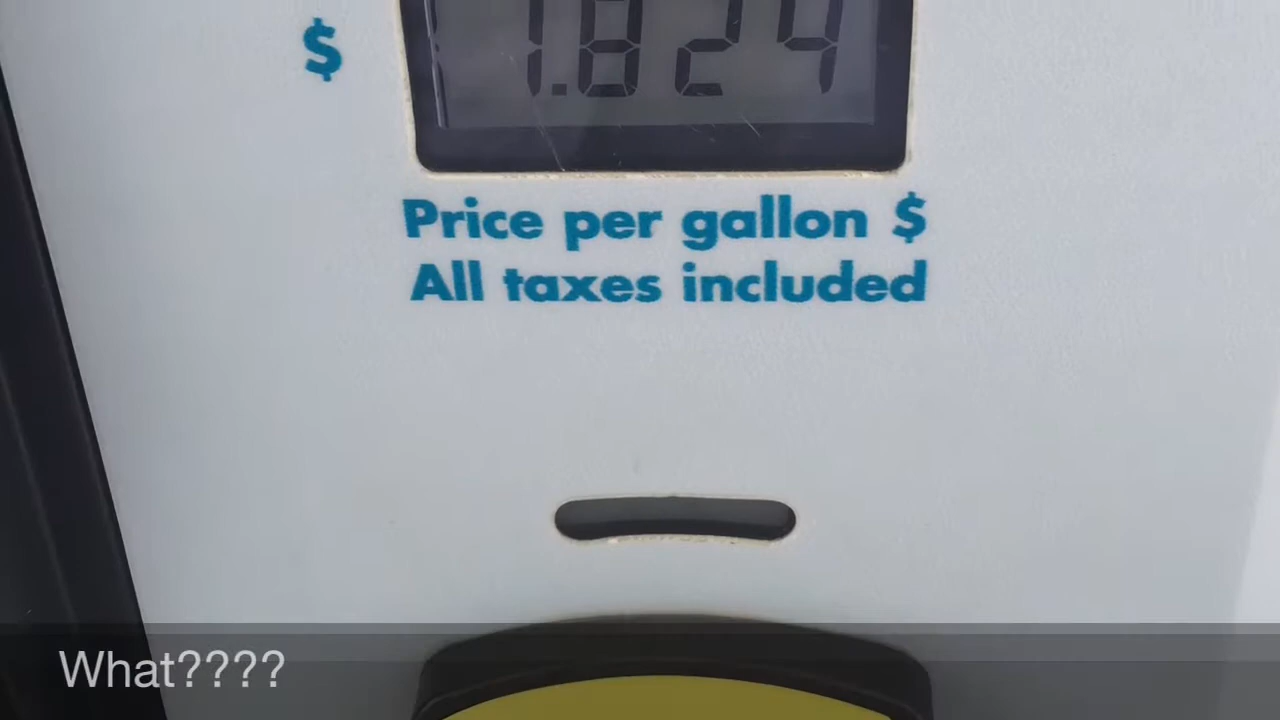 $ 1.824
Price per gallon $
All taxes included
What????